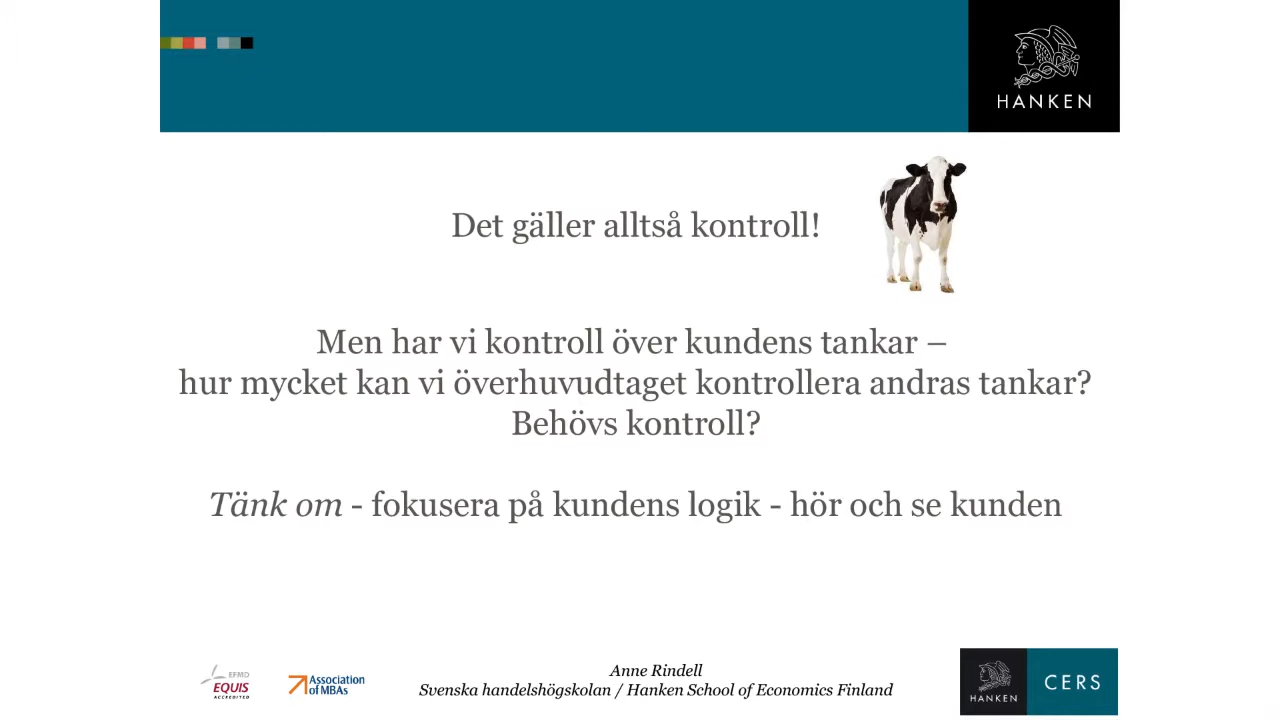 HANKEN
Det gäller alltså kontroll!
Men har vi kontroll över kundens tankar –
hur mycket kan vi överhuvudtaget kontrollera andras tankar?
Behövs kontroll?
Tänk om - fokusera på kundens logik - hör och se kunden
EFMD
EQUIS
ACCREDITED
Association
of MBAs
Anne Rindell
Svenska handelshögskolan / Hanken School of Economics Finland
HANKEN
CERS